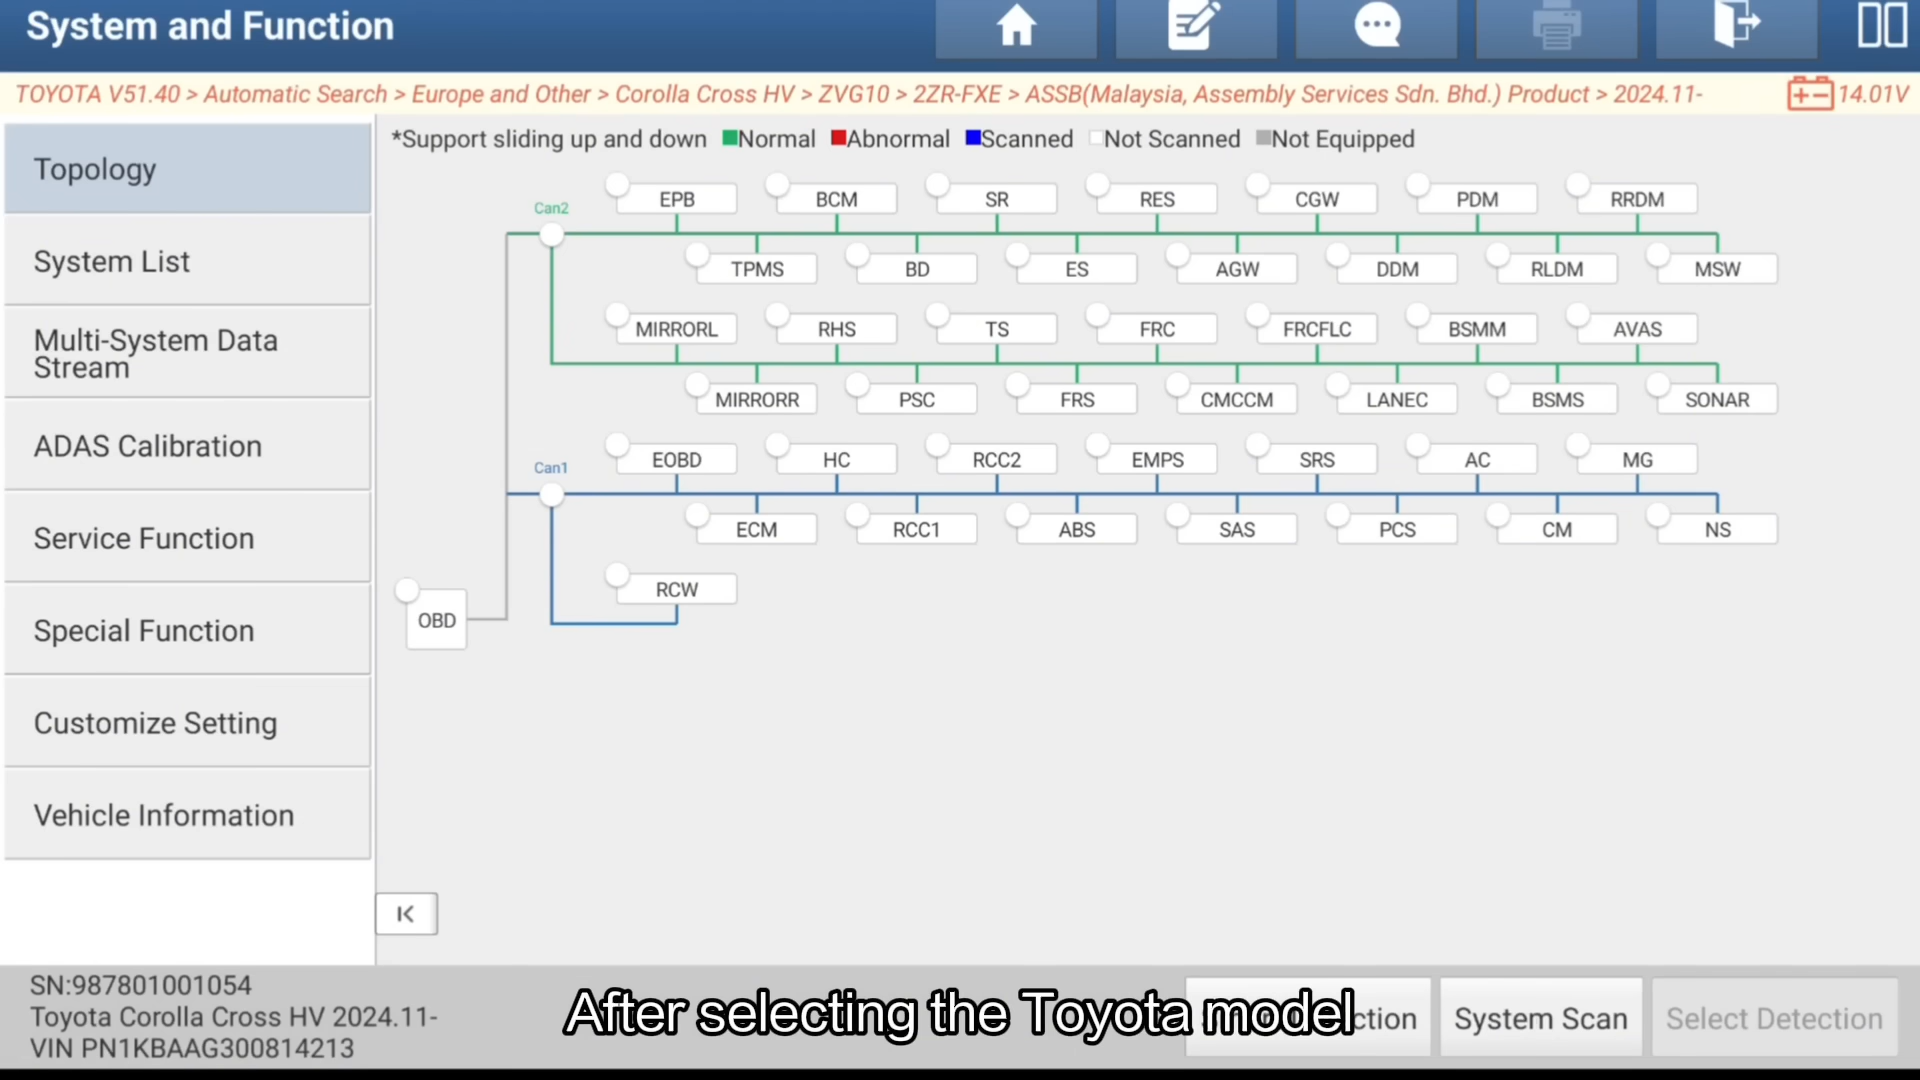 System and Function
TOYOTA V51.40 > Automatic Search > Europe and Other > Corolla Cross HV > ZVG10 > 2ZR-FXE > ASSB(Malaysia, Assembly Services Sdn. Bhd.) Product > 2024.11-
14.01V
Topology
System List
Multi-System Data
Stream
ADAS Calibration
Service Function
Special Function
Customize Setting
Vehicle Information
*Support sliding up and down Normal Abnormal Scanned Not Scanned Not Equipped
EPB BCM SR RES CGW PDM RRDM
Can2
TPMS BD ES AGW DDM RLDM MSW
MIRRORL RHS TS FRC FRCFLC BSMM AVAS
MIRRORR PSC FRS CMCCM LANEC BSMS SONAR
EOBD HC RCC2 EMPS SRS AC MG
Can1
ECM RCC1 ABS SAS PCS CM NS
RCW
OBD
SN:987801001054
Toyota Corolla Cross HV 2024.11-
VIN PN1KBAAG300814213
After selecting the Toyota model
System Scan
Select Detection